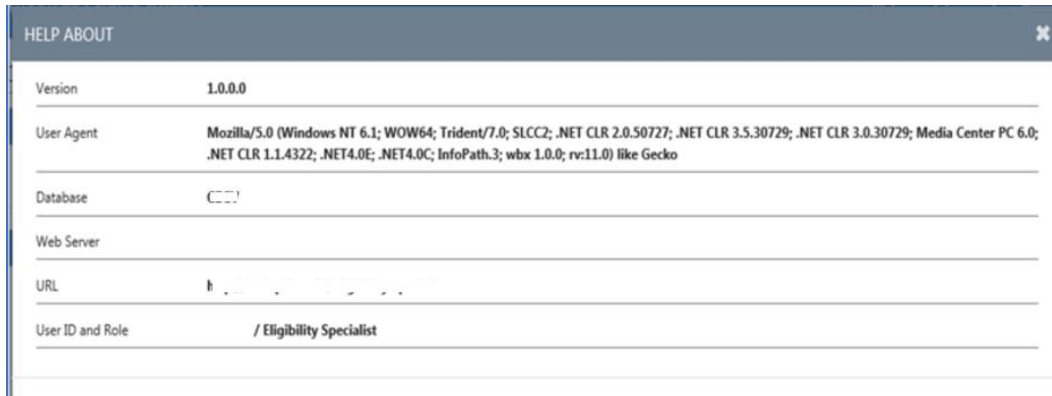 HELP ABOUT
Version 1.0.0.0
User Agent Mozilla/5.0 (Windows NT 6.1; WOW64; Trident/7.0; SLCC2; .NET CLR 2.0.50727; .NET CLR 3.5.30729; .NET CLR 3.0.30729; Media Center PC 6.0;
.NET CLR 1.1.4322; .NET4.0E; .NET4.0C; InfoPath.3; wbx 1.0.0; rv:11.0) like Gecko
Database
Web Server
URL
User ID and Role / Eligibility Specialist